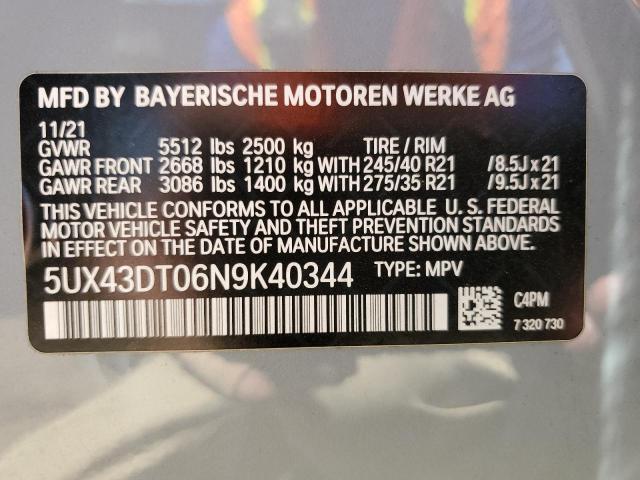 MFD BY BAYERISCHE MOTOREN WERKE AG
11/21
GVWR 5512 lbs 2500 kg TIRE / RIM
GAWR FRONT 2668 lbs 1210 kg WITH 245/40 R21 /8.5J x 21
GAWR REAR 3086 lbs 1400 kg WITH 275/35 R21 /9.5J x 21
THIS VEHICLE CONFORMS TO ALL APPLICABLE U. S. FEDERAL
MOTOR VEHICLE SAFETY AND THEFT PREVENTION STANDARDS
IN EFFECT ON THE DATE OF MANUFACTURE SHOWN ABOVE.
5UX43DT06N9K40344 TYPE: MPV
C4PM
7 320 730